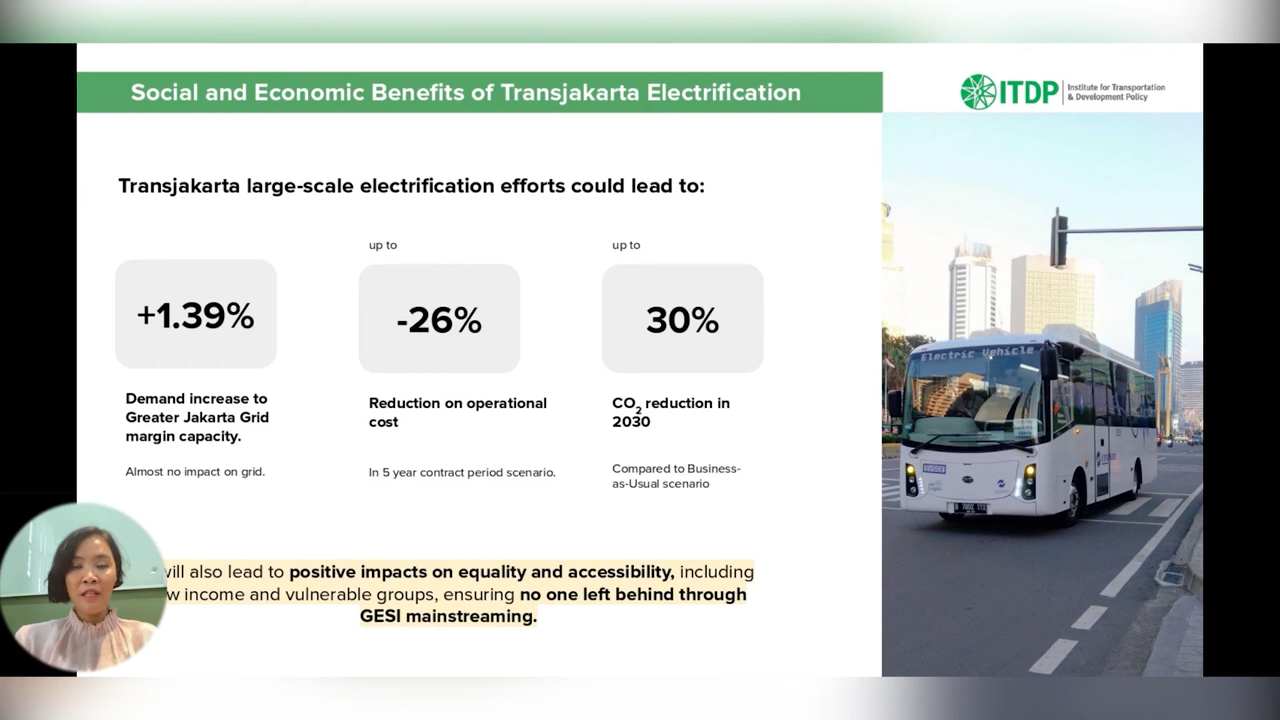 Social and Economic Benefits of Transjakarta Electrification
ITDP
Institute for Transportation
& Development Policy
Transjakarta large-scale electrification efforts could lead to:
+1.39%
Demand increase to
Greater Jakarta Grid
margin capacity.
Almost no impact on grid.
up to
-26%
Reduction on operational
cost
In 5 year contract period scenario.
up to
30%
CO2 reduction in
2030
Compared to Business-
as-Usual scenario
will also lead to positive impacts on equality and accessibility, including
income and vulnerable groups, ensuring no one left behind through
GESI mainstreaming.
Electric Vehicle